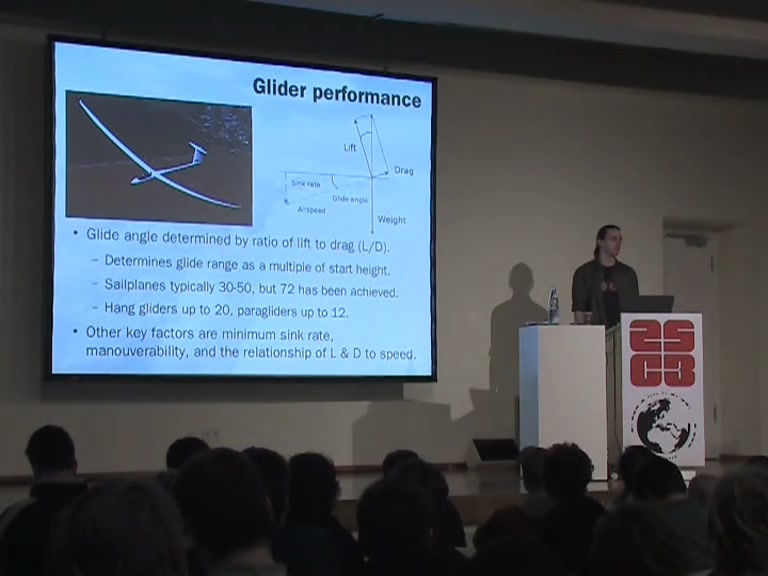 Glider performance
Lift
Drag
Sink rate
Glide angle
Airspeed
Weight
• Glide angle determined by ratio of lift to drag (L/D).
– Determines glide range as a multiple of start height.
– Sailplanes typically 30-50, but 72 has been achieved.
– Hang gliders up to 20, paragliders up to 12.
• Other key factors are minimum sink rate,
manouverability, and the relationship of L & D to speed.
25
C3